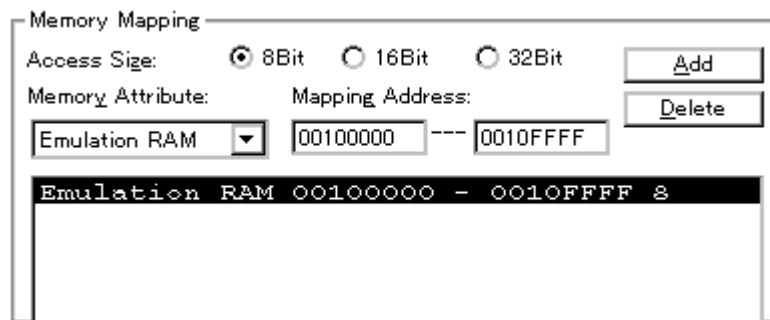 Memory Mapping
Access Size: 8Bit 16Bit 32Bit Add
Memory Attribute: Mapping Address: Delete
Emulation RAM 00100000 --- 0010FFFF
Emulation RAM 00100000 - 0010FFFF 8